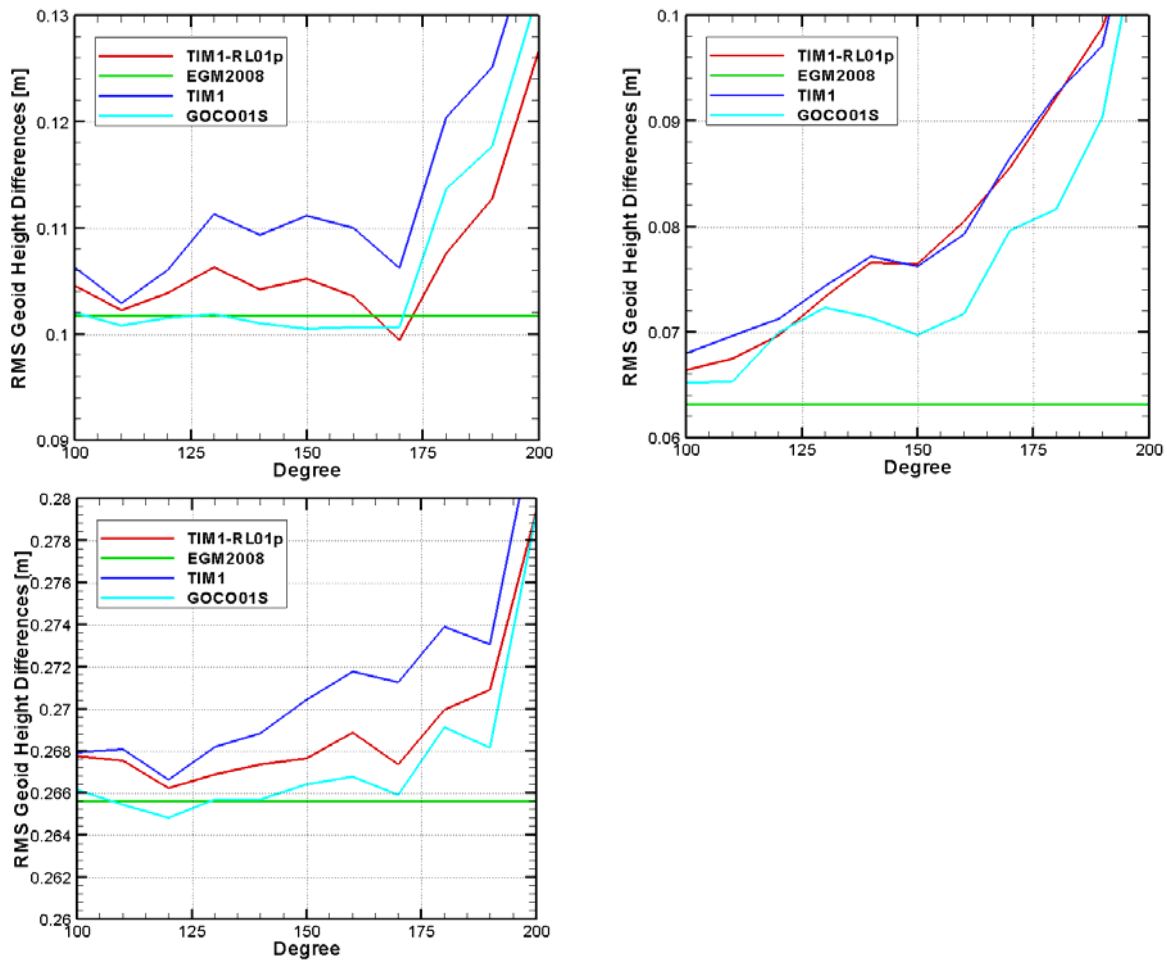 0.13
0.12
0.11
0.1
0.09
RMS Geoid Height Differences [m]
TIM1-RL01p
EGM2008
TIM1
GOCO01S
100
125
150
175
200
Degree
0.1
0.09
0.08
0.07
0.06
RMS Geoid Height Differences [m]
TIM1-RL01p
EGM2008
TIM1
GOCO01S
100
125
150
175
200
Degree
0.28
0.278
0.276
0.274
0.272
0.27
0.268
0.266
0.264
0.262
0.26
RMS Geoid Height Differences [m]
TIM1-RL01p
EGM2008
TIM1
GOCO01S
100
125
150
175
200
Degree